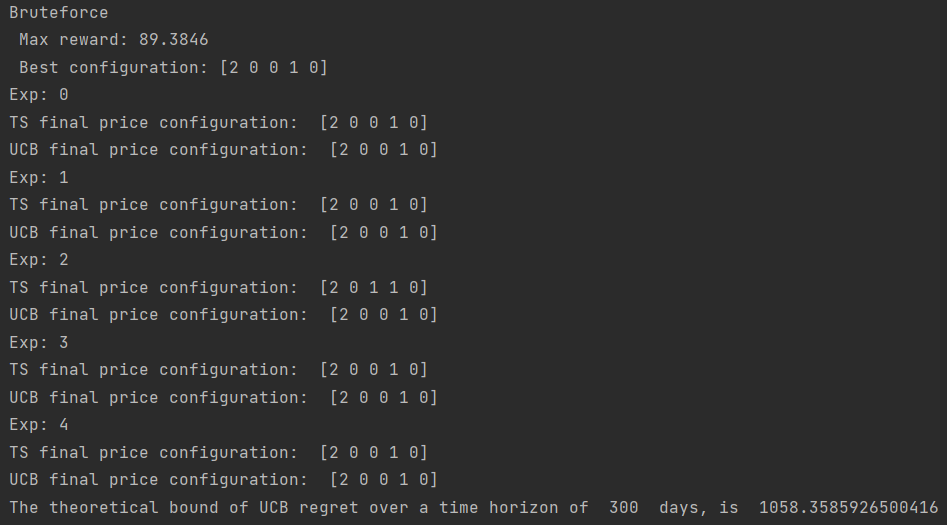 Bruteforce
 Max reward: 89.3846
 Best configuration: [2 0 0 1 0]
Exp: 0
TS final price configuration:  [2 0 0 1 0]
UCB final price configuration:  [2 0 0 1 0]
Exp: 1
TS final price configuration:  [2 0 0 1 0]
UCB final price configuration:  [2 0 0 1 0]
Exp: 2
TS final price configuration:  [2 0 1 1 0]
UCB final price configuration:  [2 0 0 1 0]
Exp: 3
TS final price configuration:  [2 0 0 1 0]
UCB final price configuration:  [2 0 0 1 0]
Exp: 4
TS final price configuration:  [2 0 0 1 0]
UCB final price configuration:  [2 0 0 1 0]
The theoretical bound of UCB regret over a time horizon of  300  days, is  1058.3585926500416